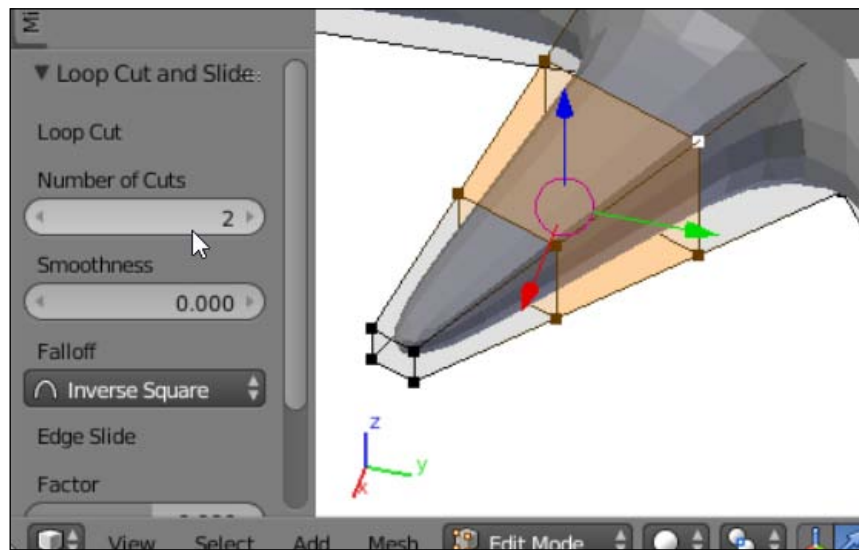 Mi
Loop Cut and Slide
Loop Cut
Number of Cuts
2
Smoothness
0.000
Falloff
Inverse Square
Edge Slide
Factor
z
y
x
View Select Add Mesh Edit Mode